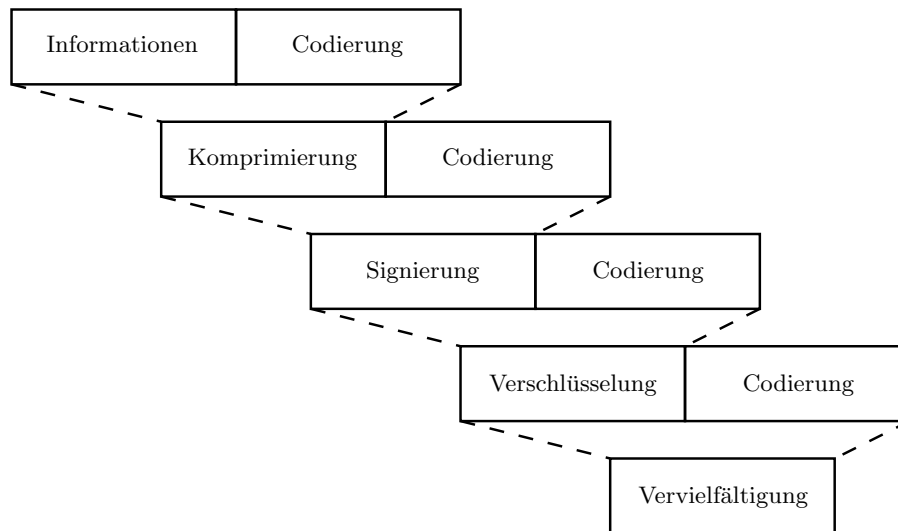 Informationen Codierung
Komprimierung Codierung
Signierung Codierung
Verschlüsselung Codierung
Vervielfältigung